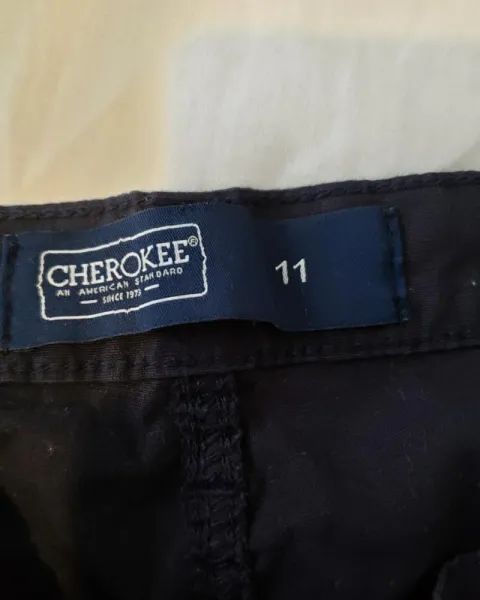 CHEROKEE®
AN AMERICAN STANDARD
SINCE 1973
11